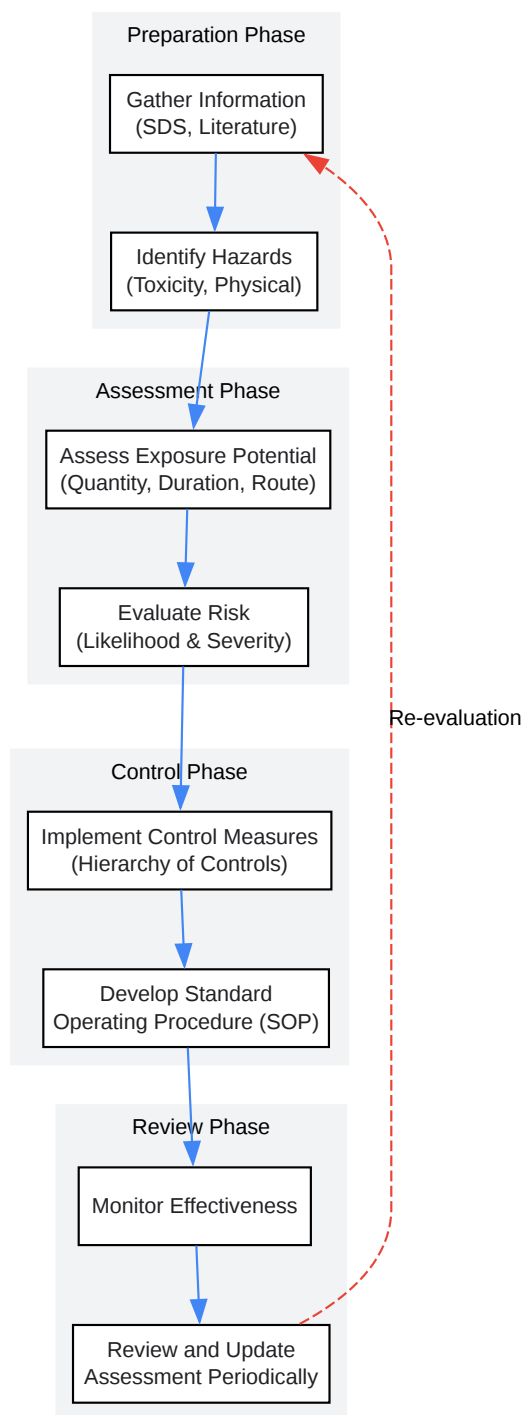 Preparation Phase
Gather Information
(SDS, Literature)
Identify Hazards
(Toxicity, Physical)
Assessment Phase
Assess Exposure Potential
(Quantity, Duration, Route)
Evaluate Risk
(Likelihood & Severity)
Re-evaluation
Control Phase
Implement Control Measures
(Hierarchy of Controls)
Develop Standard
Operating Procedure (SOP)
Review Phase
Monitor Effectiveness
Review and Update
Assessment Periodically